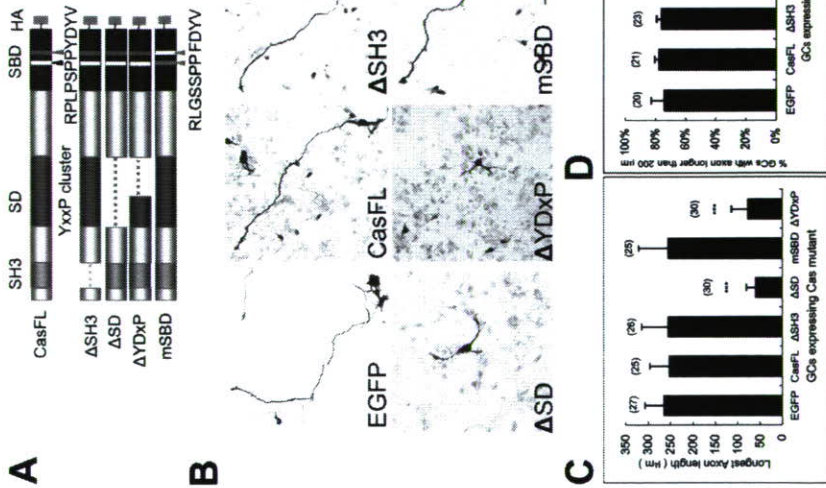 A
SH3 SD SBD HA
CasFL
YxxP cluster
RPLPSPPYDYV
ΔSH3
ΔSD
ΔYDxP
mSBD
RLGSSPPFDYV
B
EGFP
CasFL
ΔSH3
ΔSD
ΔYDxP
mSBD
C
Longest Axon length (μm)
350
300
250
200
150
100
50
0
(27) (25) (26) (30) (25) (30)
*** ***
EGFP CasFL ΔSH3 ΔSD mSBD ΔYDxP
GCs expressing Cas mutant
D
% GCs with axon longer than 200 μm
100%
80%
60%
40%
20%
0%
(20) (21) (23)
EGFP CasFL ΔSH3
GCs expressing